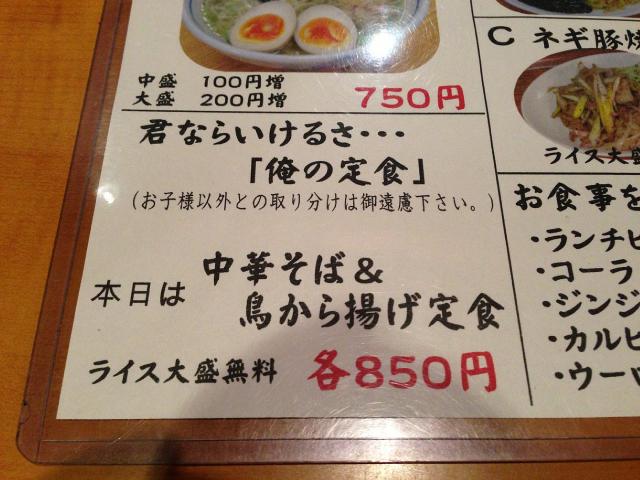 中盛 100円増
大盛 200円増
750円
君ならいけるさ・・・
「俺の定食」
(お子様以外との取り分けは御遠慮下さい。)
本日は
中華そば&
鳥から揚げ定食
ライス大盛無料
各850円
C ネギ豚焼
ライス大盛
お食事を
・ランチビ
・コーラ
・ジンジ
・カルピ
・ウーロ